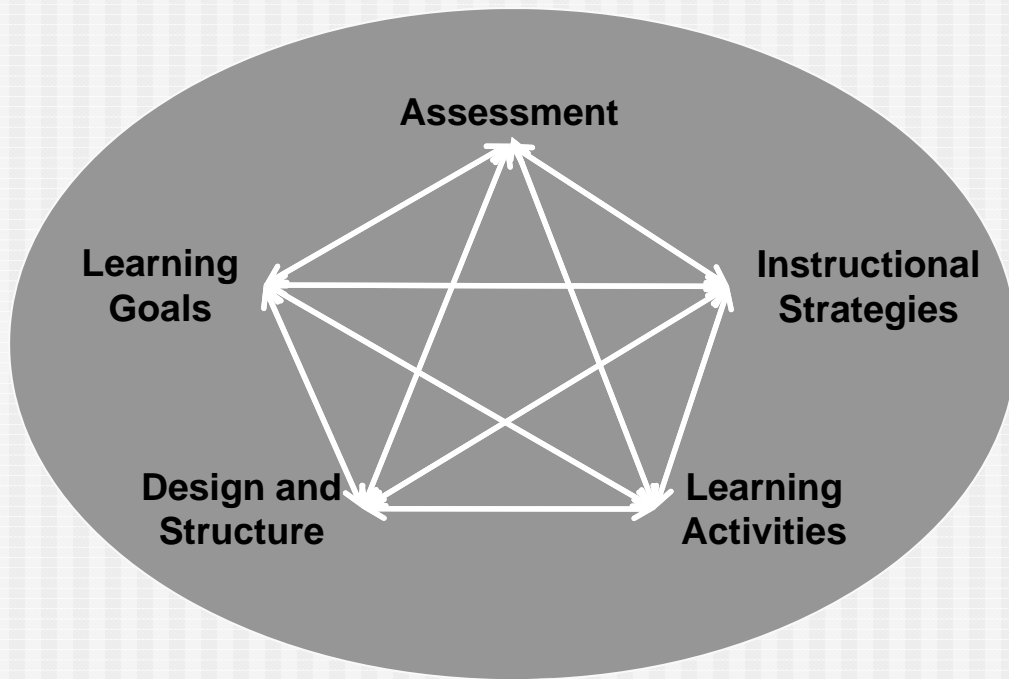 Assessment
Learning
Goals
Instructional
Strategies
Design and
Structure
Learning
Activities